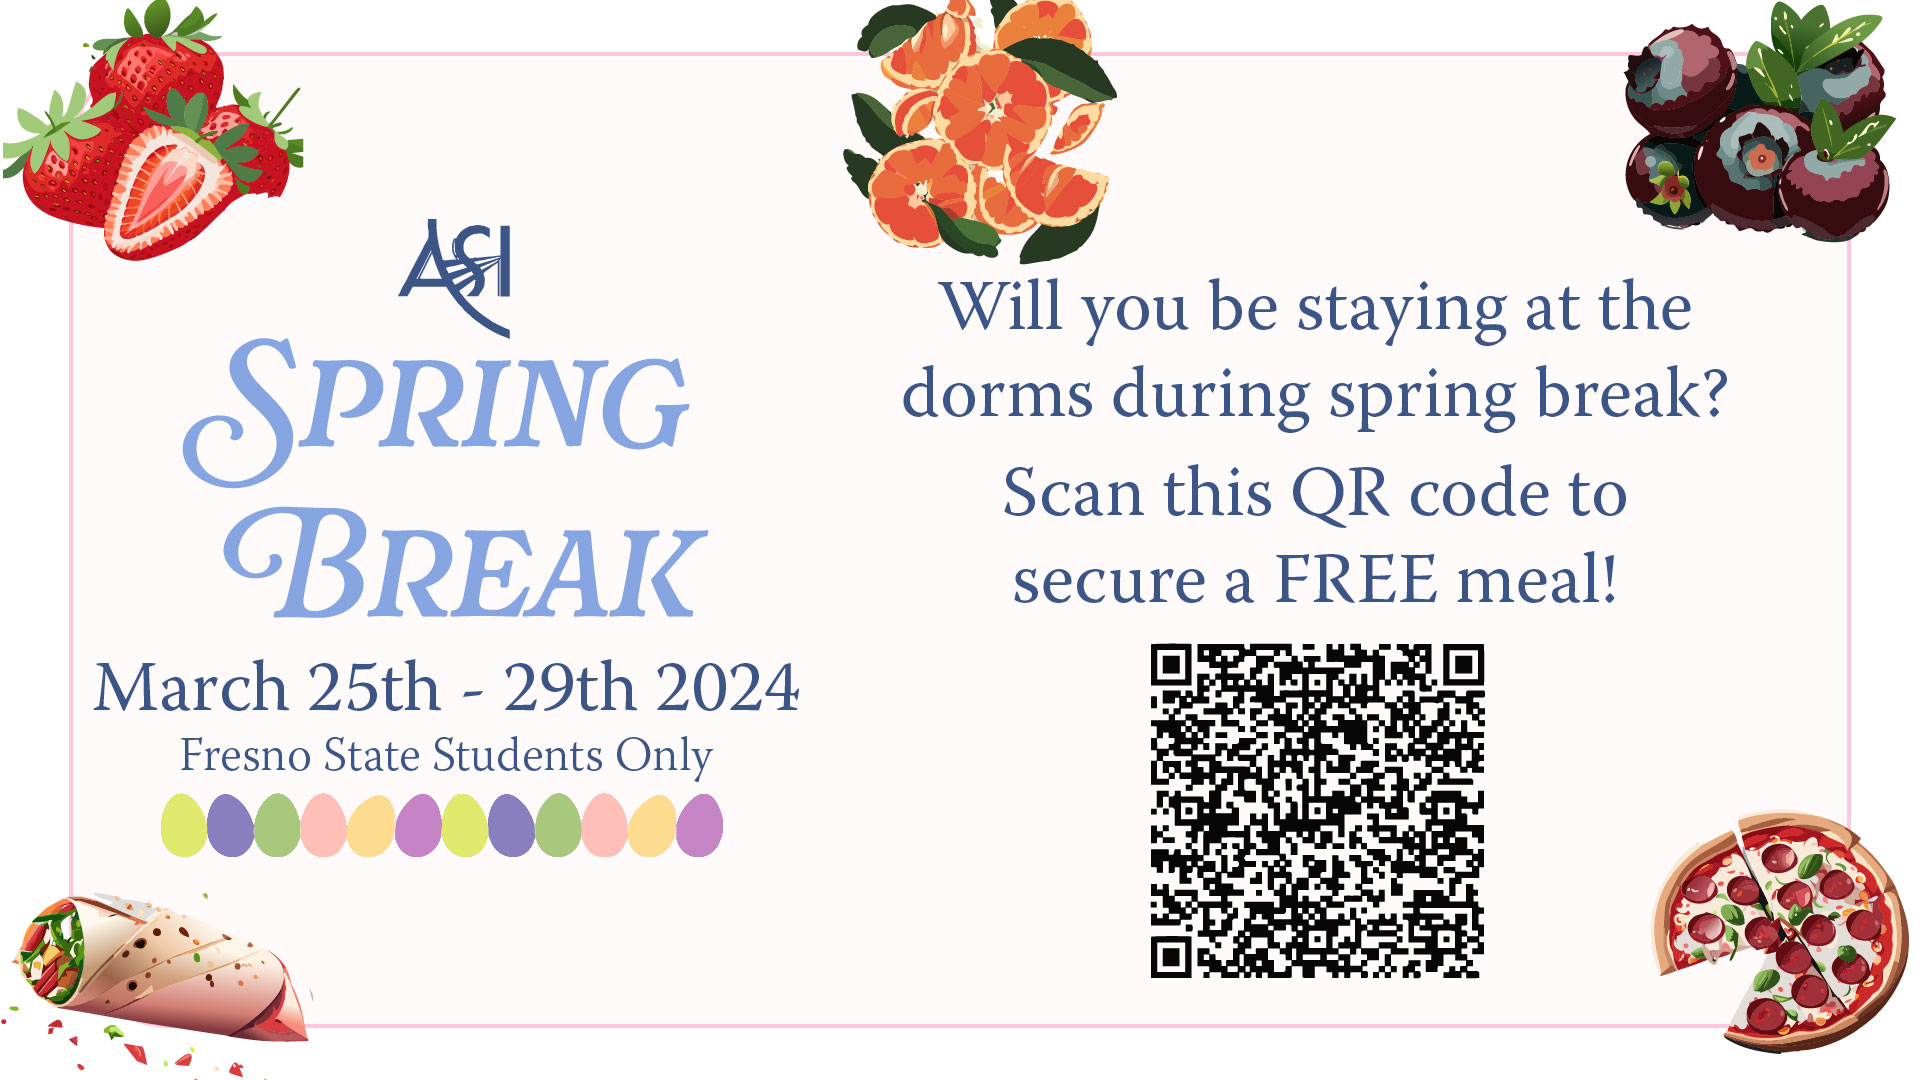 ASI
SPRING
BREAK
March 25th - 29th 2024
Fresno State Students Only
Will you be staying at the
dorms during spring break?
Scan this QR code to
secure a FREE meal!